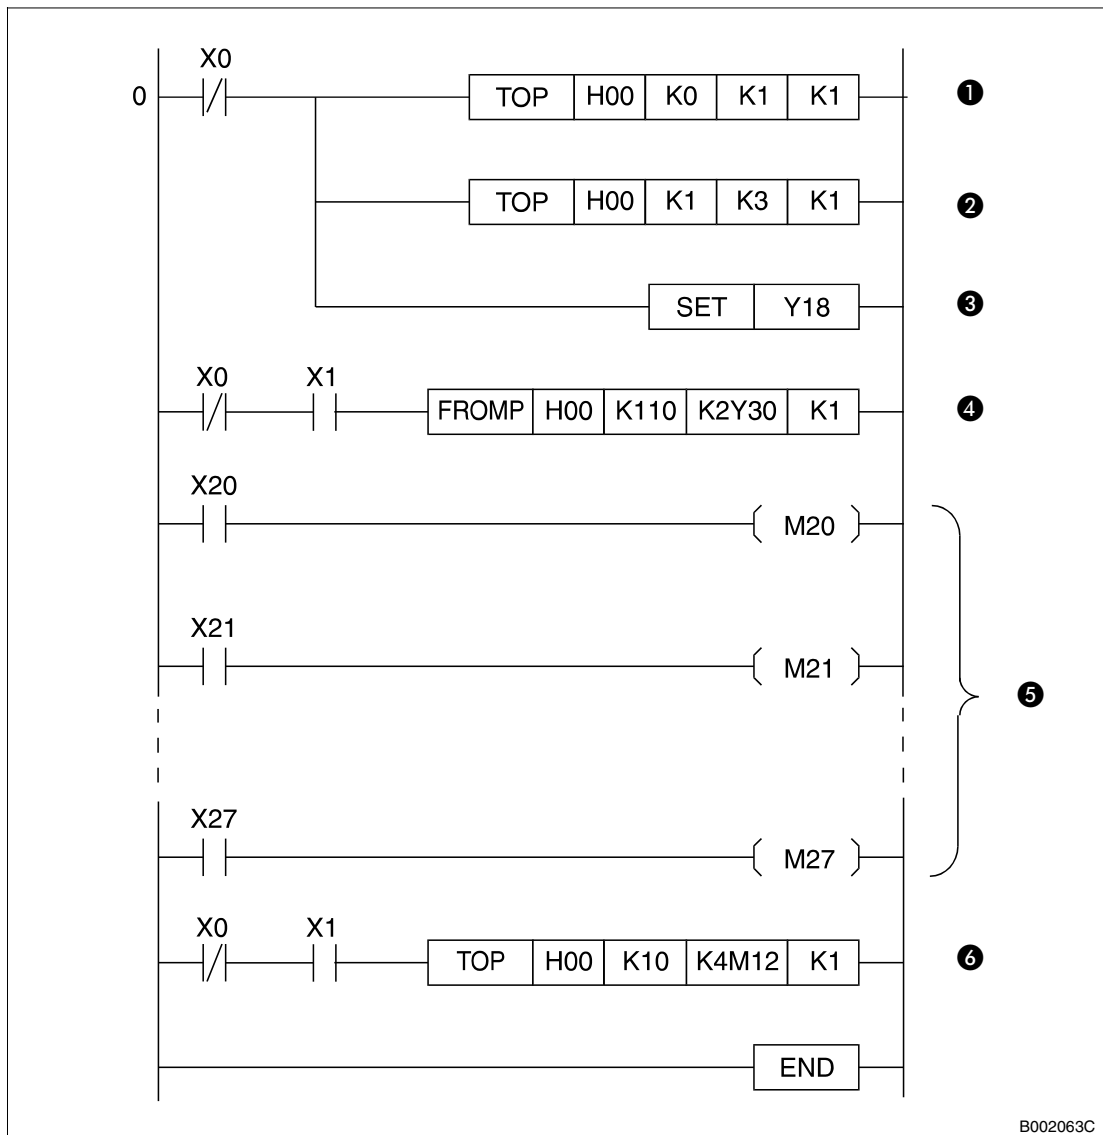 X0
0 TOP H00 K0 K1 K1 ❶
TOP H00 K1 K3 K1 ❷
SET Y18 ❸
X0 X1
FROMP H00 K110 K2Y30 K1 ❹
X20
M20
X21
M21
❺
X27
M27
X0 X1
TOP H00 K10 K4M12 K1 ❻
END
B002063C